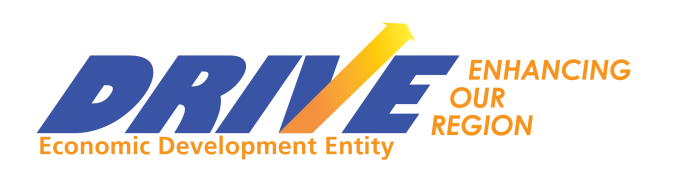 DRIVE
ENHANCING
OUR
REGION
Economic Development Entity